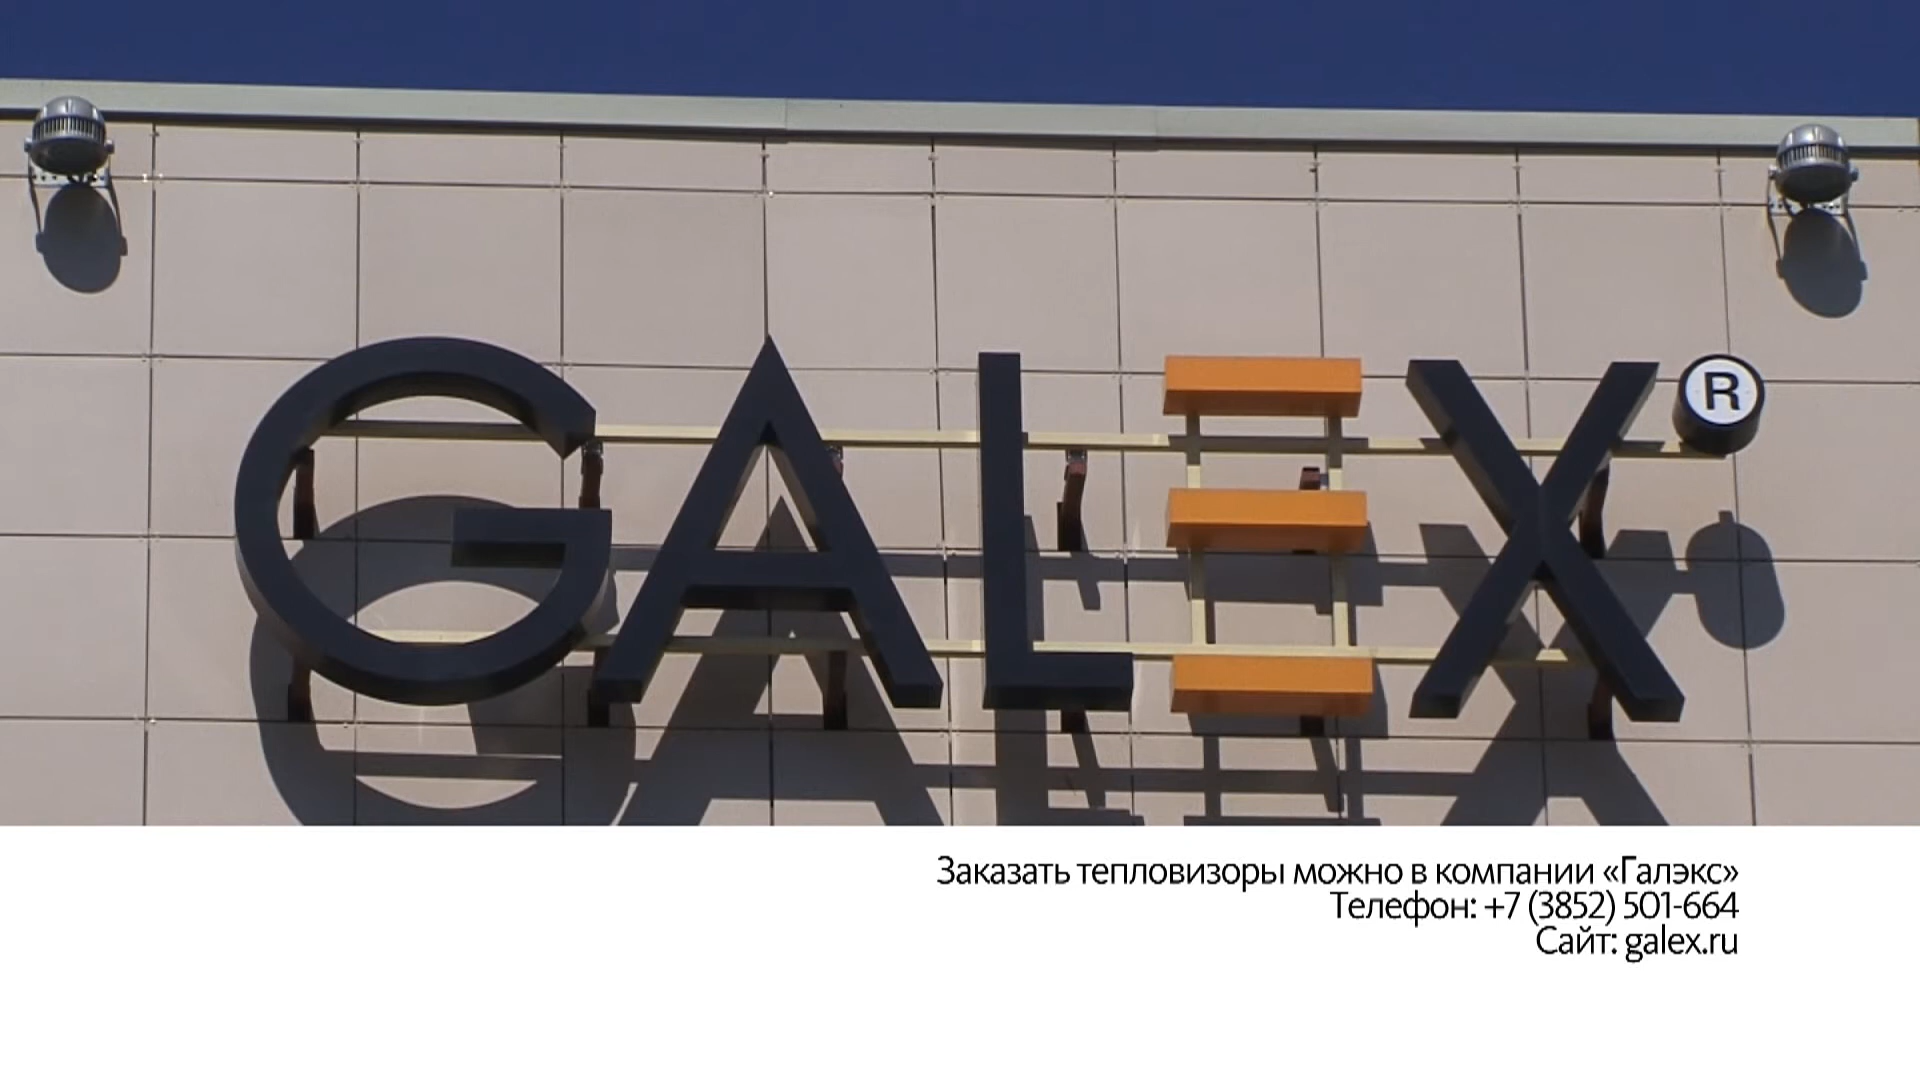 GALEX®
Заказать тепловизоры можно в компании «Галэкс»
Телефон: +7 (3852) 501-664
Сайт: galex.ru